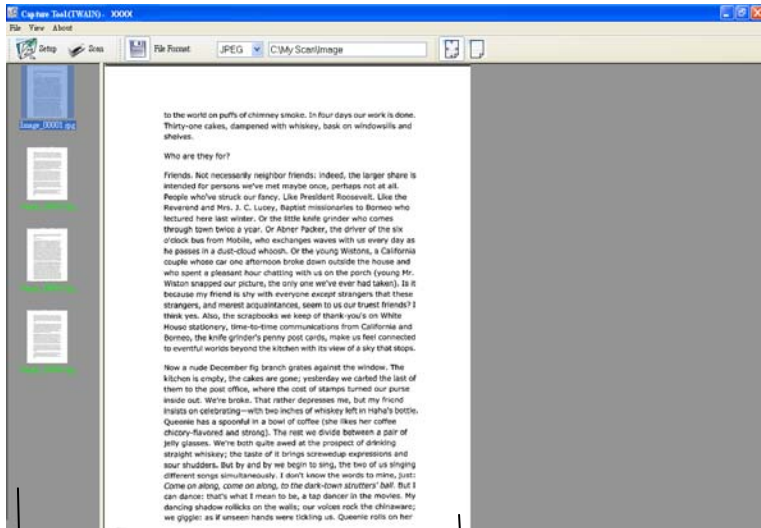 Capture Tool(TWAIN) - XXXX
File View About
Setup Scan File Format: JPEG C:\My Scan\Image
Image_00001.jpg
to the world on puffs of chimney smoke. In four days our work is done.
Thirty-one cakes, dampened with whiskey, bask on windowsills and
shelves.
Who are they for?
Friends. Not necessarily neighbor friends: indeed, the larger share is
intended for persons we've met maybe once, perhaps not at all.
People who've struck our fancy. Like President Roosevelt. Like the
Reverend and Mrs. J. C. Lucey, Baptist missionaries to Borneo who
lectured here last winter. Or the little knife grinder who comes
through town twice a year. Or Abner Packer, the driver of the six
o'clock bus from Mobile, who exchanges waves with us every day as
he passes in a dust-cloud whoosh. Or the young Wistons, a California
couple whose car one afternoon broke down outside the house and
who spent a pleasant hour chatting with us on the porch (young Mr.
Wiston snapped our picture, the only one we've ever had taken). Is it
because my friend is shy with everyone except strangers that these
strangers, and merest acquaintances, seem to us our truest friends? I
think yes. Also, the scrapbooks we keep of thank-you's on White
House stationery, time-to-time communications from California and
Borneo, the knife grinder's penny post cards, make us feel connected
to eventful worlds beyond the kitchen with its view of a sky that stops.
Now a nude December fig branch grates against the window. The
kitchen is empty, the cakes are gone; yesterday we carted the last of
them to the post office, where the cost of stamps turned our purse
inside out. We're broke. That rather depresses me, but my friend
insists on celebrating—with two inches of whiskey left in Haha's bottle.
Queenie has a spoonful in a bowl of coffee (she likes her coffee
chicory-flavored and strong). The rest we divide between a pair of
jelly glasses. We're both quite awed at the prospect of drinking
straight whiskey; the taste of it brings screwedup expressions and
sour shudders. But by and by we begin to sing, the two of us singing
different songs simultaneously. I don't know the words to mine, just:
Come on along, come on along, to the dark-town strutters' ball. But I
can dance: that's what I mean to be, a tap dancer in the movies. My
dancing shadow rollicks on the walls; our voices rock the chinaware;
we giggle: as if unseen hands were tickling us. Queenie rolls on her